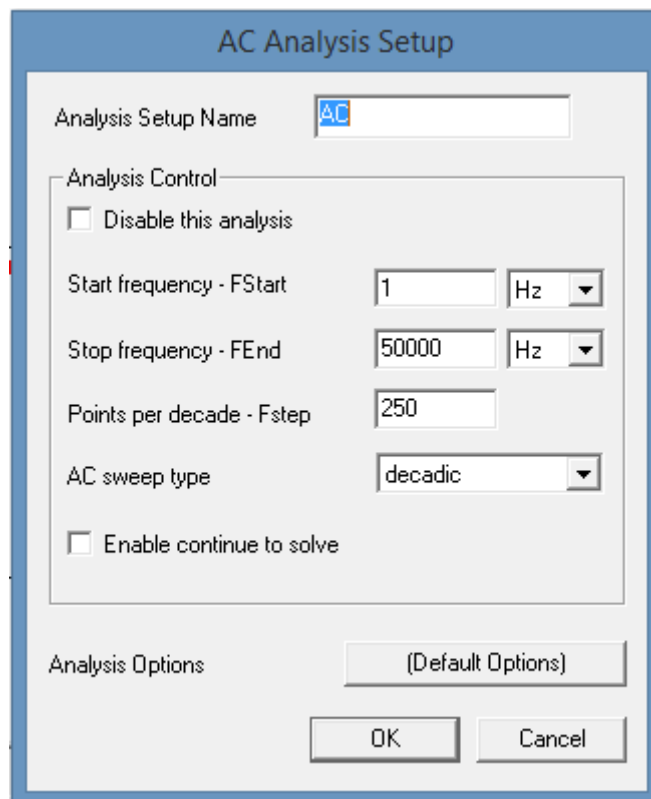 AC Analysis Setup
Analysis Setup Name AC
Analysis Control
Disable this analysis
Start frequency - FStart 1 Hz
Stop frequency - FEnd 50000 Hz
Points per decade - Fstep 250
AC sweep type decadic
Enable continue to solve
Analysis Options (Default Options)
OK Cancel